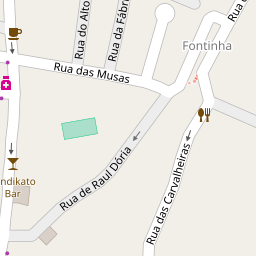 Rua do Alto
Rua da Fábri
Fontinha
Rua das Musas
Rua de Raul Dória
Rua das Carvalheiras
ndikato
Bar